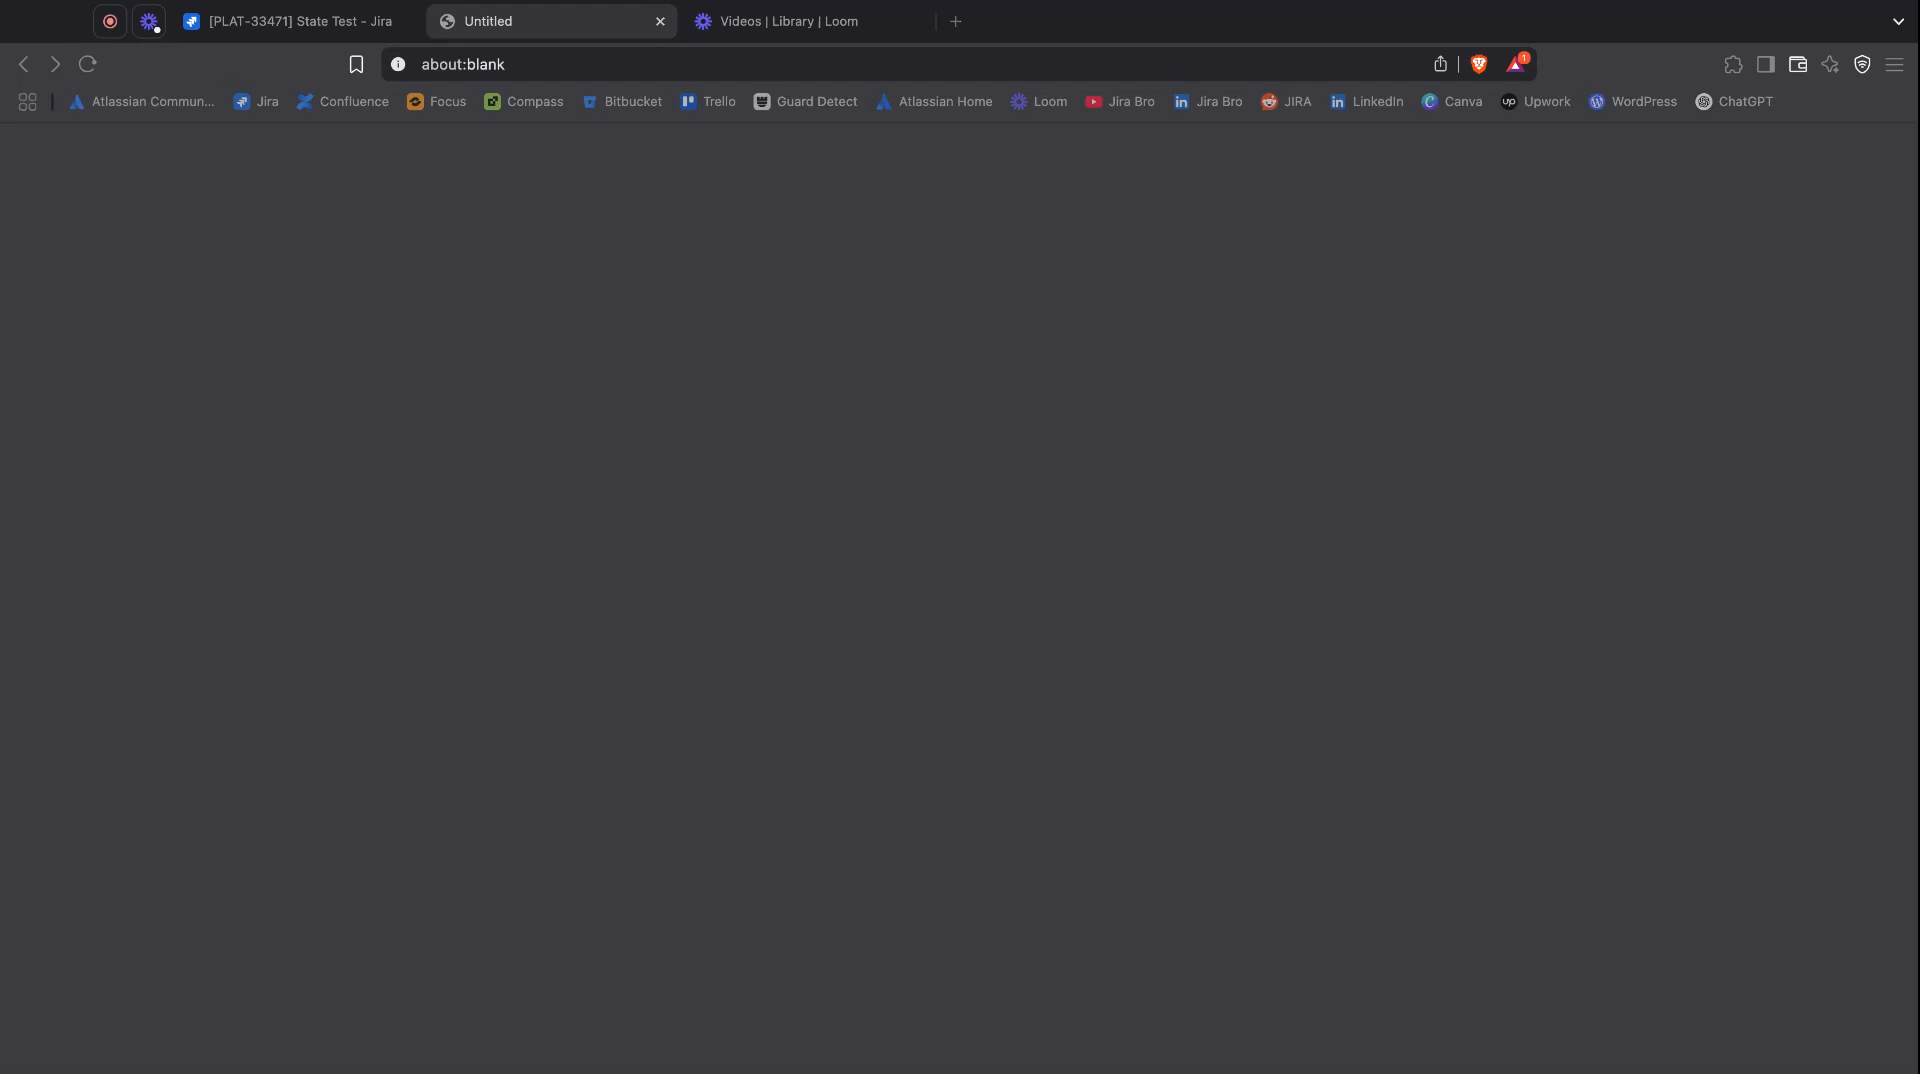 [PLAT-33471] State Test - Jira Untitled Videos | Library | Loom
about:blank 1
Atlassian Commun... Jira Confluence Focus Compass Bitbucket Trello Guard Detect Atlassian Home Loom Jira Bro Jira Bro JIRA LinkedIn Canva Upwork WordPress ChatGPT